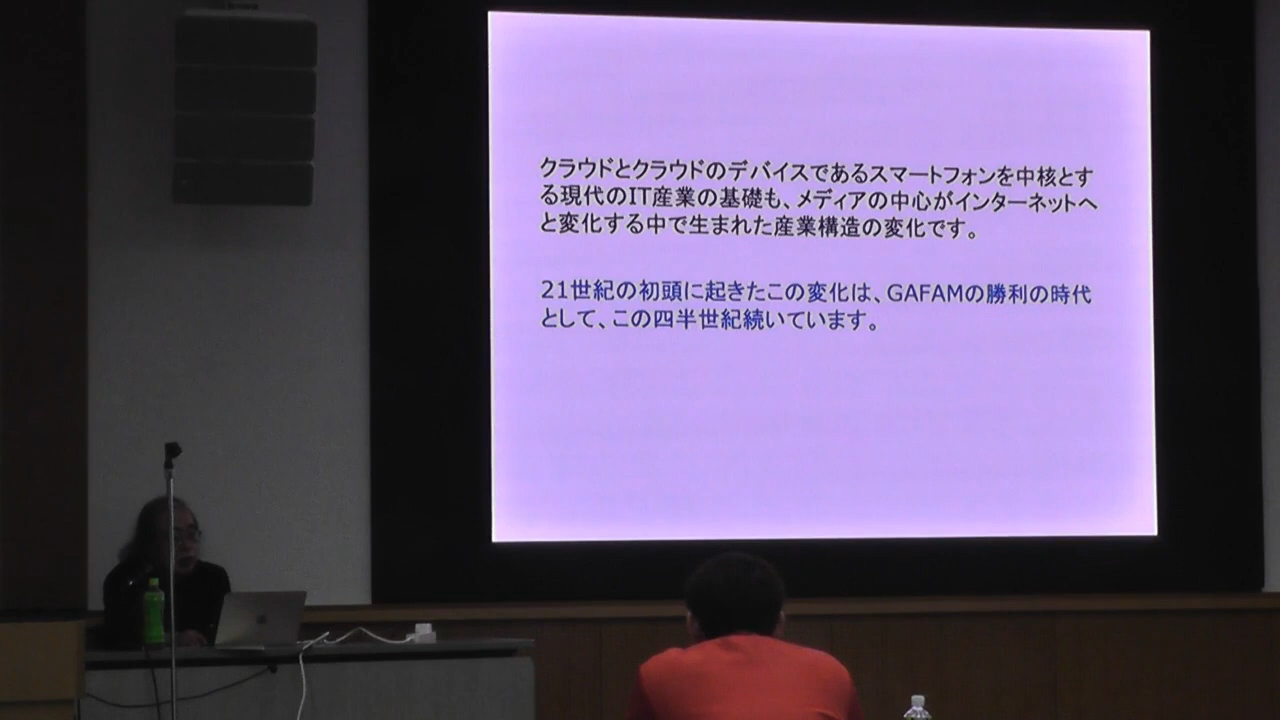 クラウドとクラウドのデバイスであるスマートフォンを中核とす
る現代のIT産業の基礎も、メディアの中心がインターネットへ
と変化する中で生まれた産業構造の変化です。
21世紀の初頭に起きたこの変化は、GAFAMの勝利の時代
として、この四半世紀続いています。